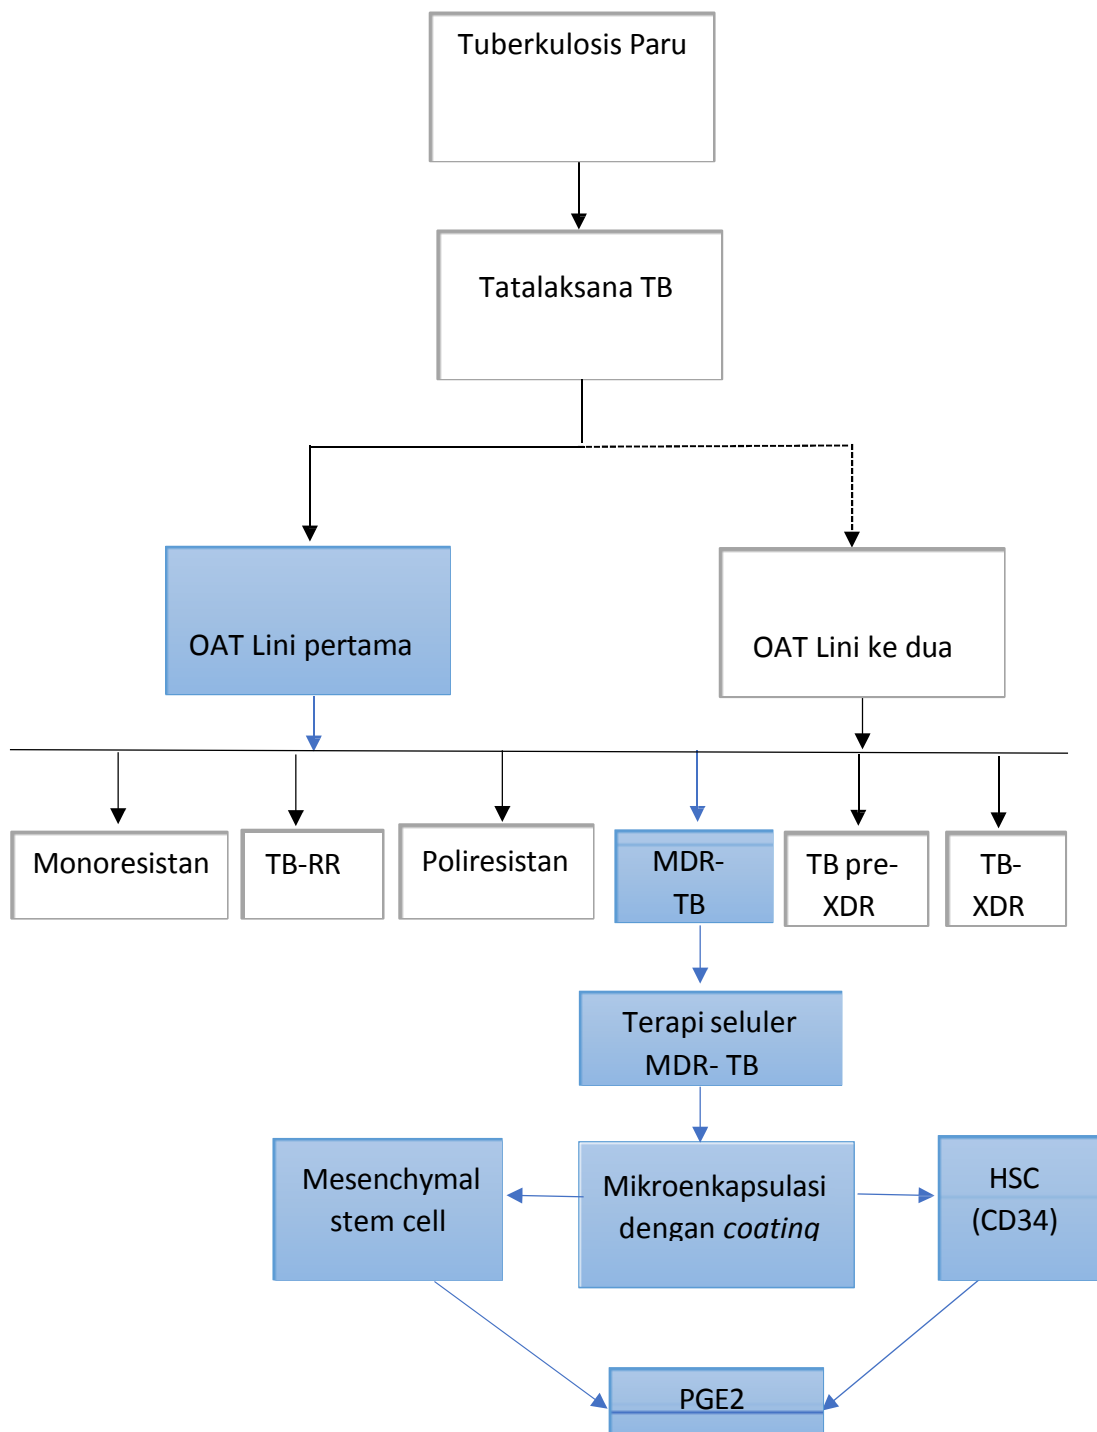 Tuberkulosis Paru
Tatalaksana TB
OAT Lini pertama
OAT Lini ke dua
Monoresistan
TB-RR
Poliresistan
MDR-
TB
TB pre-
XDR
TB-
XDR
Terapi seluler
MDR- TB
Mesenchymal
stem cell
Mikroenkapsulasi
dengan coating
HSC
(CD34)
PGE2